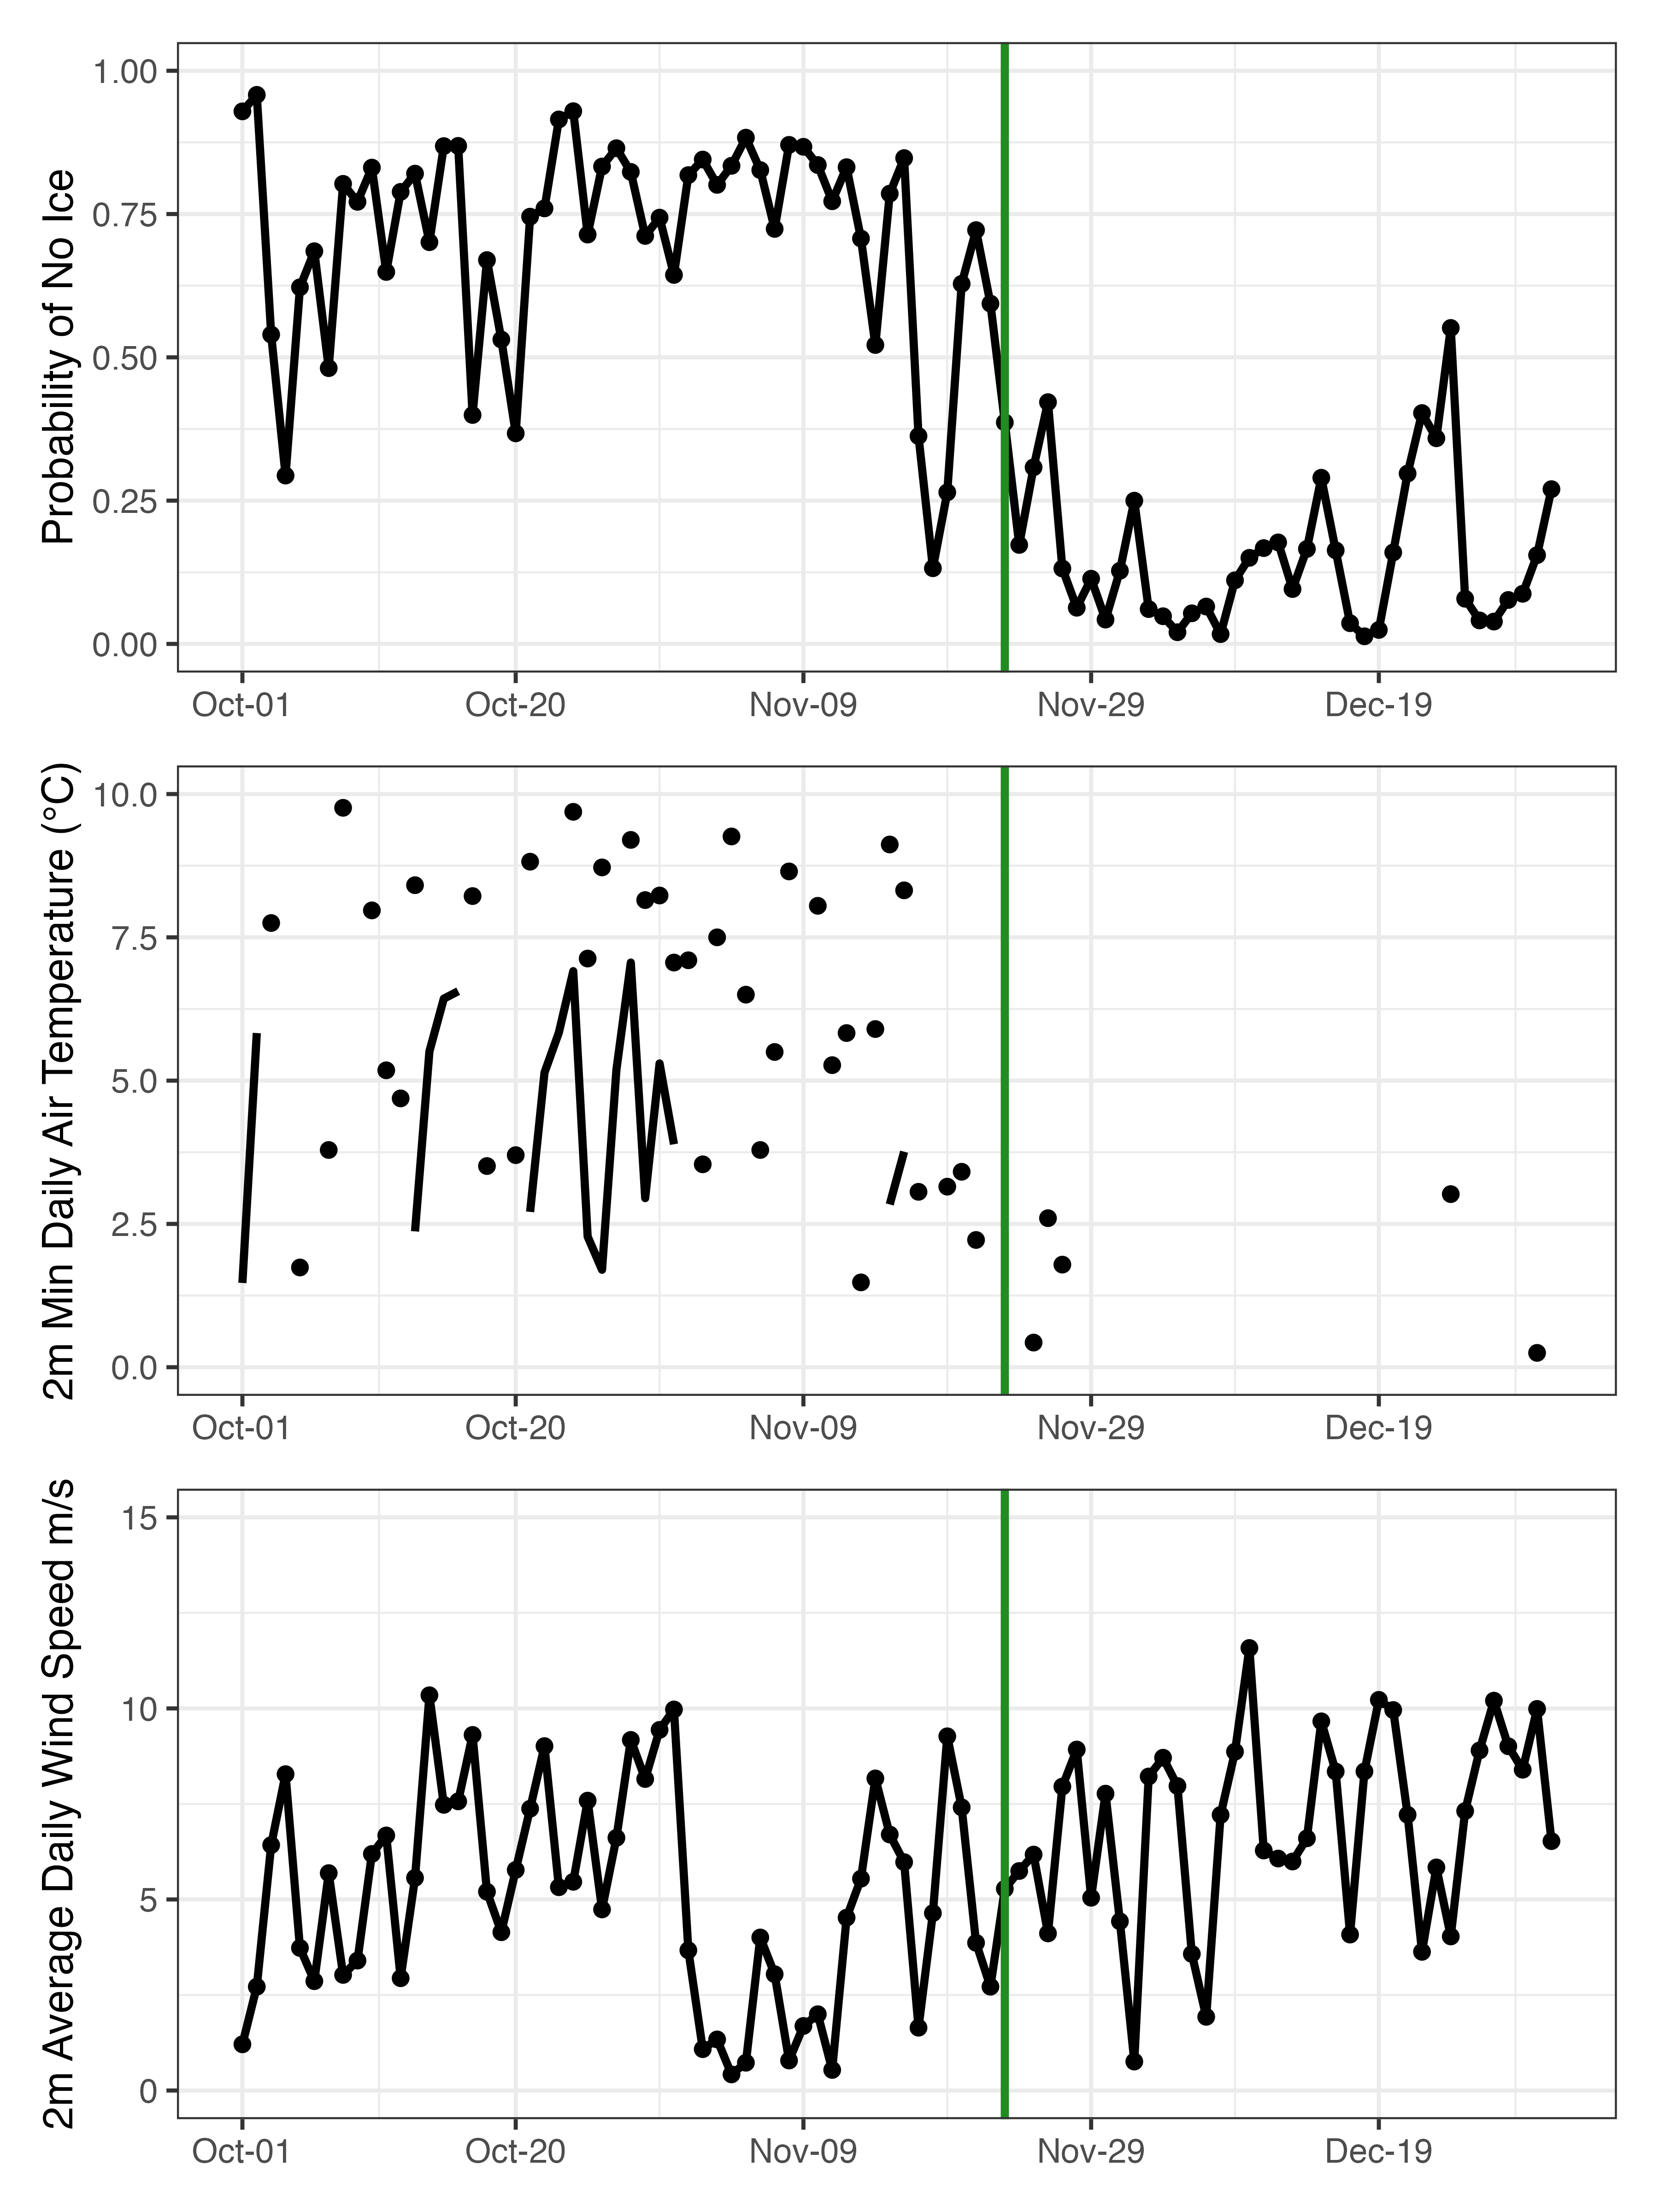 Probability of No Ice
1.00
0.75
0.50
0.25
0.00
Oct-01 Oct-20 Nov-09 Nov-29 Dec-19
2m Min Daily Air Temperature (°C)
10.0
7.5
5.0
2.5
0.0
Oct-01 Oct-20 Nov-09 Nov-29 Dec-19
2m Average Daily Wind Speed m/s
15
10
5
0
Oct-01 Oct-20 Nov-09 Nov-29 Dec-19